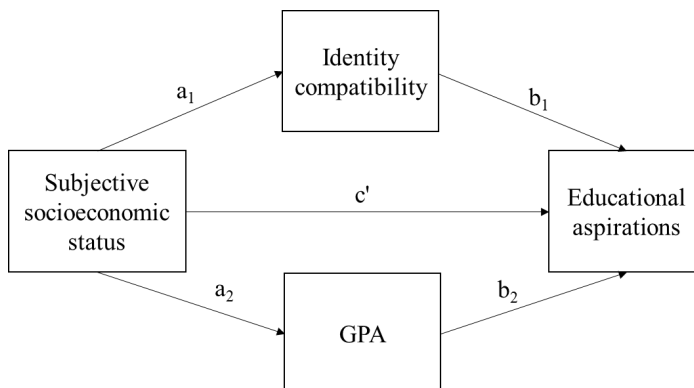 Identity
compatibility
a₁
b₁
Subjective
socioeconomic
status
c'
Educational
aspirations
a₂
b₂
GPA